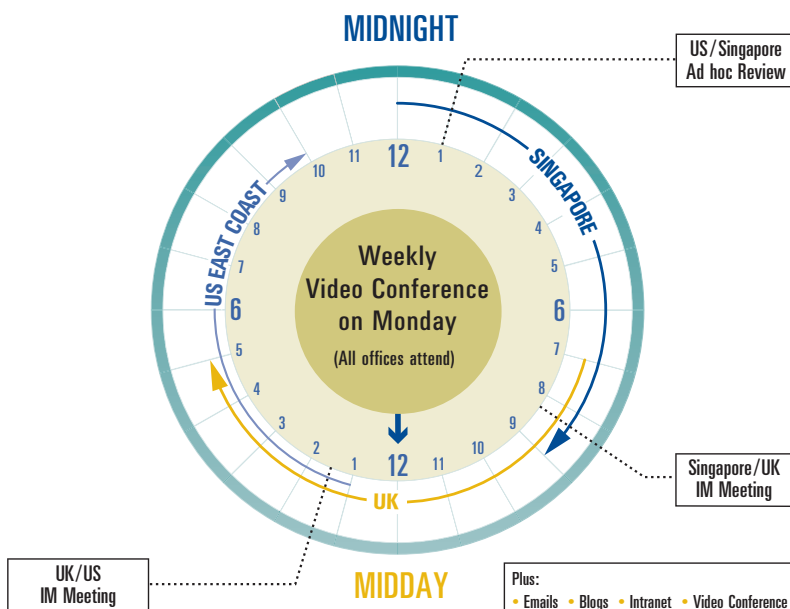 MIDNIGHT
US/Singapore
Ad hoc Review
12
1
2
3
4
5
6
7
8
9
10
11
12
1
2
3
4
5
6
7
8
9
10
11
SINGAPORE
US EAST COAST
UK
Weekly
Video Conference
on Monday
(All offices attend)
Singapore/UK
IM Meeting
UK/US
IM Meeting
MIDDAY
Plus:
• Emails • Blogs • Intranet • Video Conference